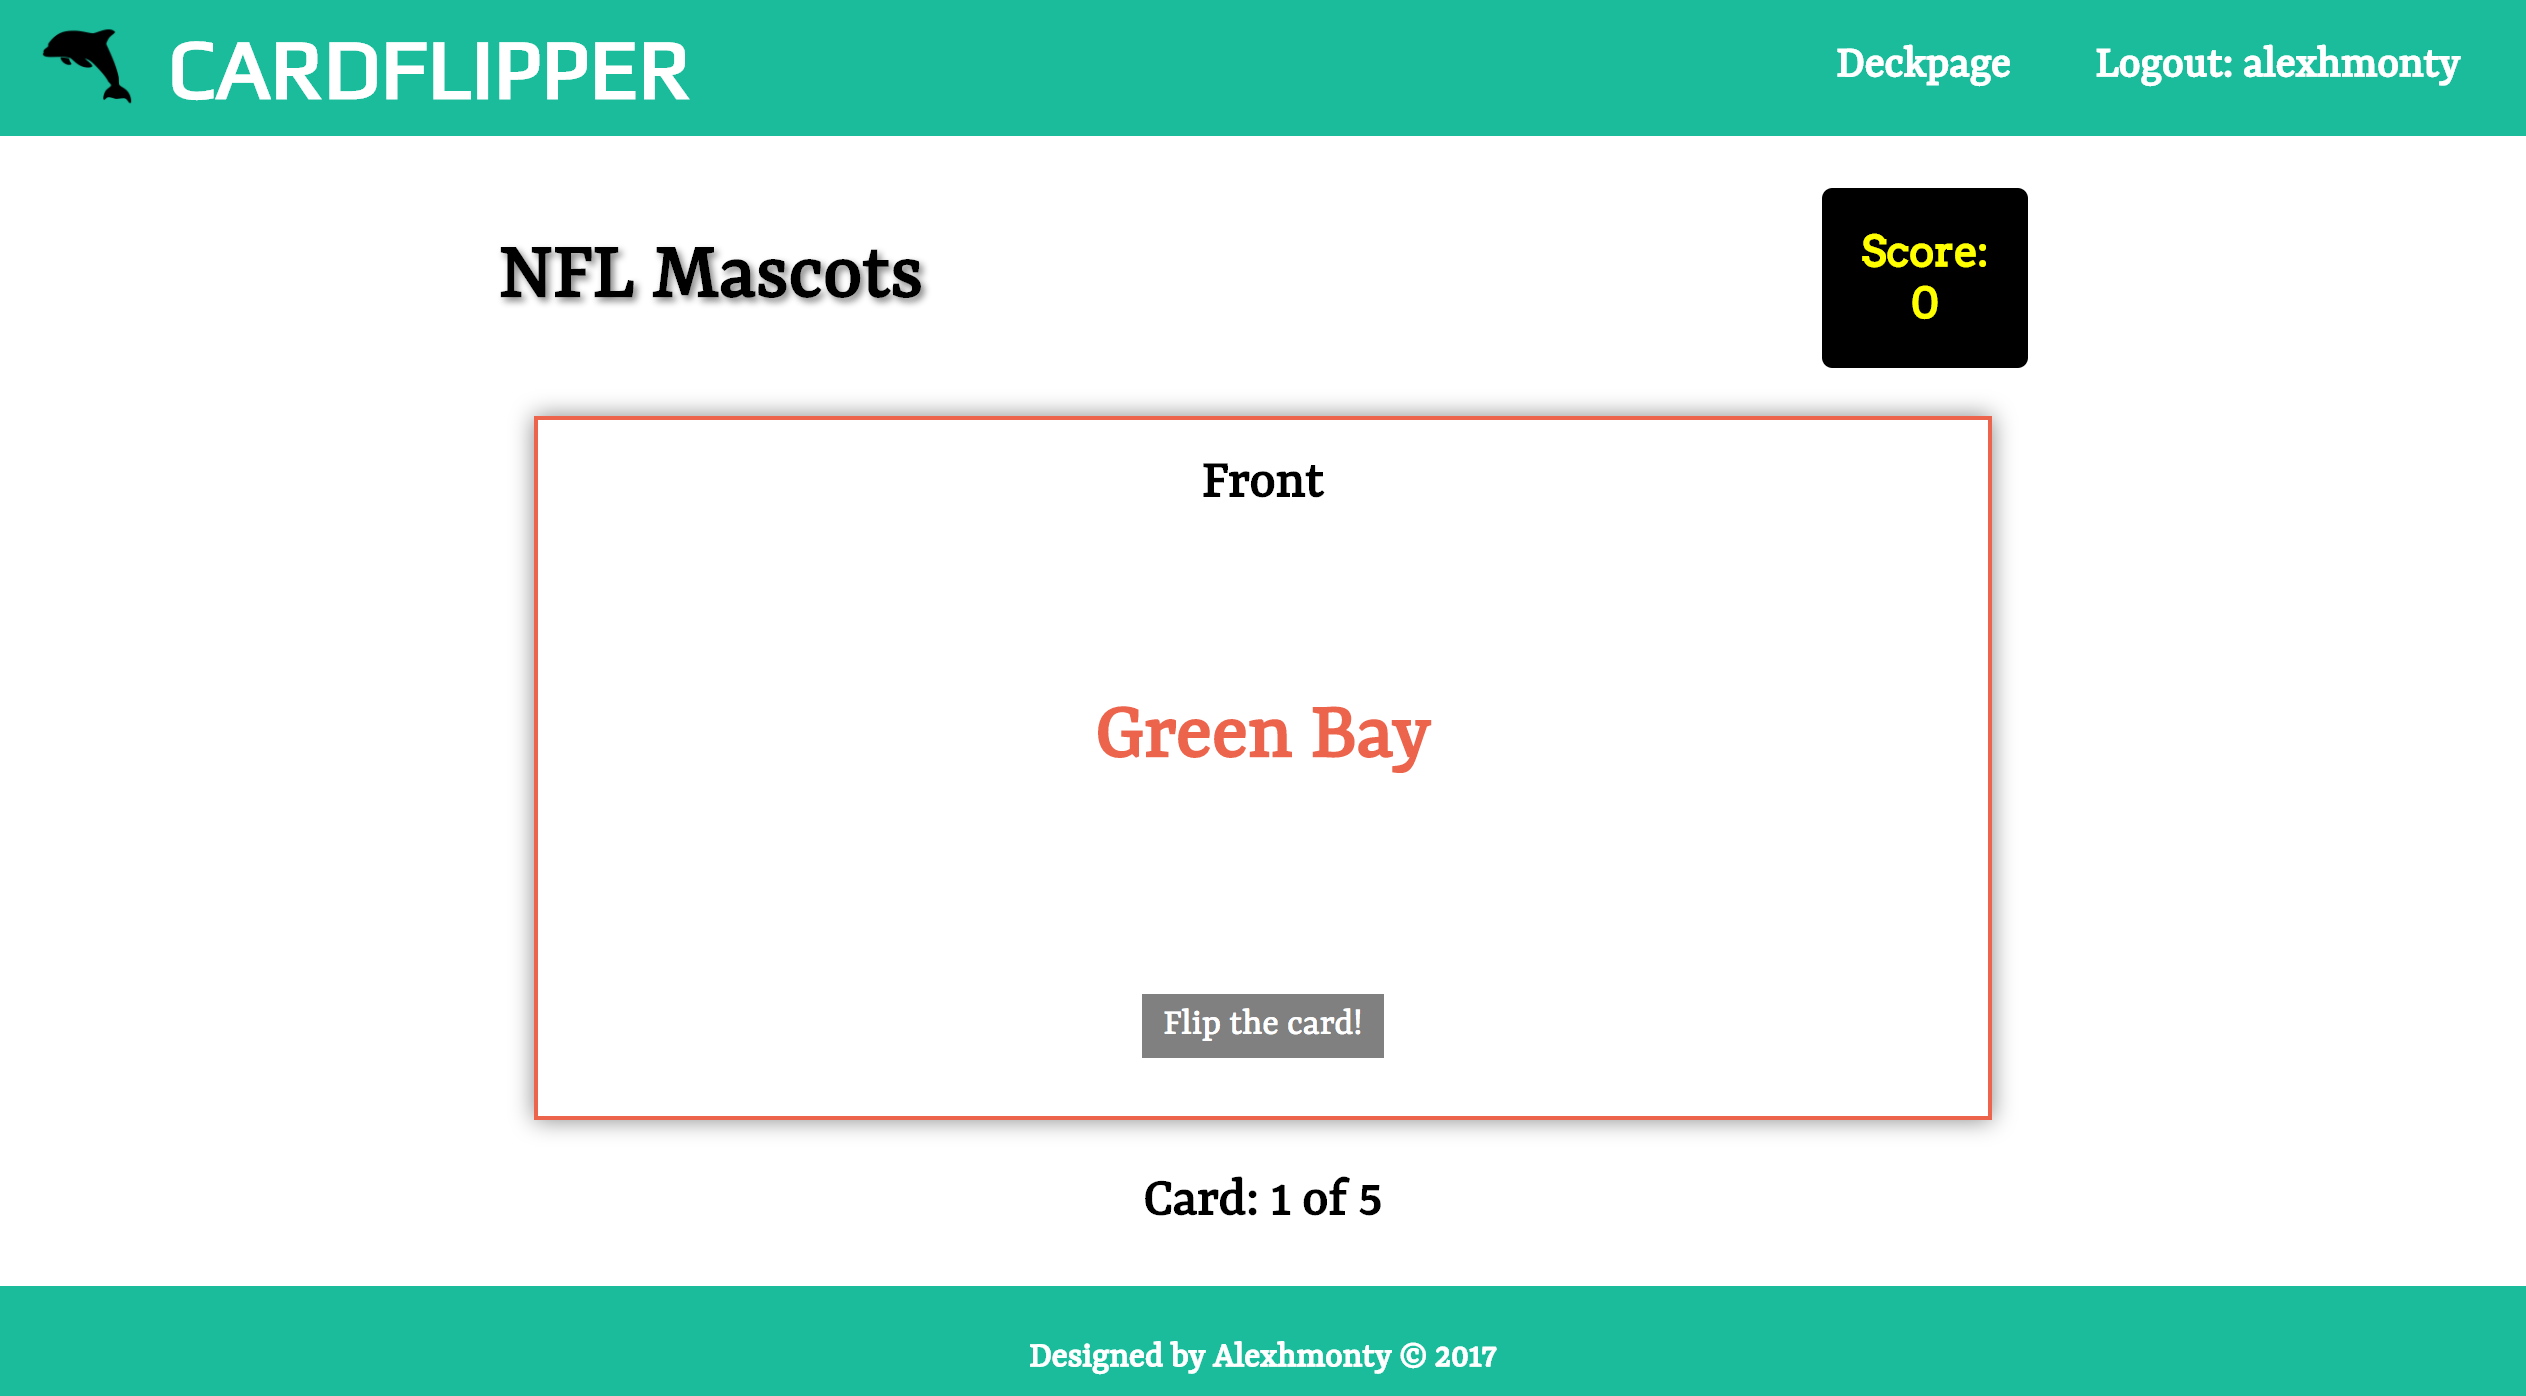 CARDFLIPPER
Deckpage
Logout: alexhmonty
NFL Mascots
Score:
0
Front
Green Bay
Flip the card!
Card: 1 of 5
Designed by Alexhmonty © 2017